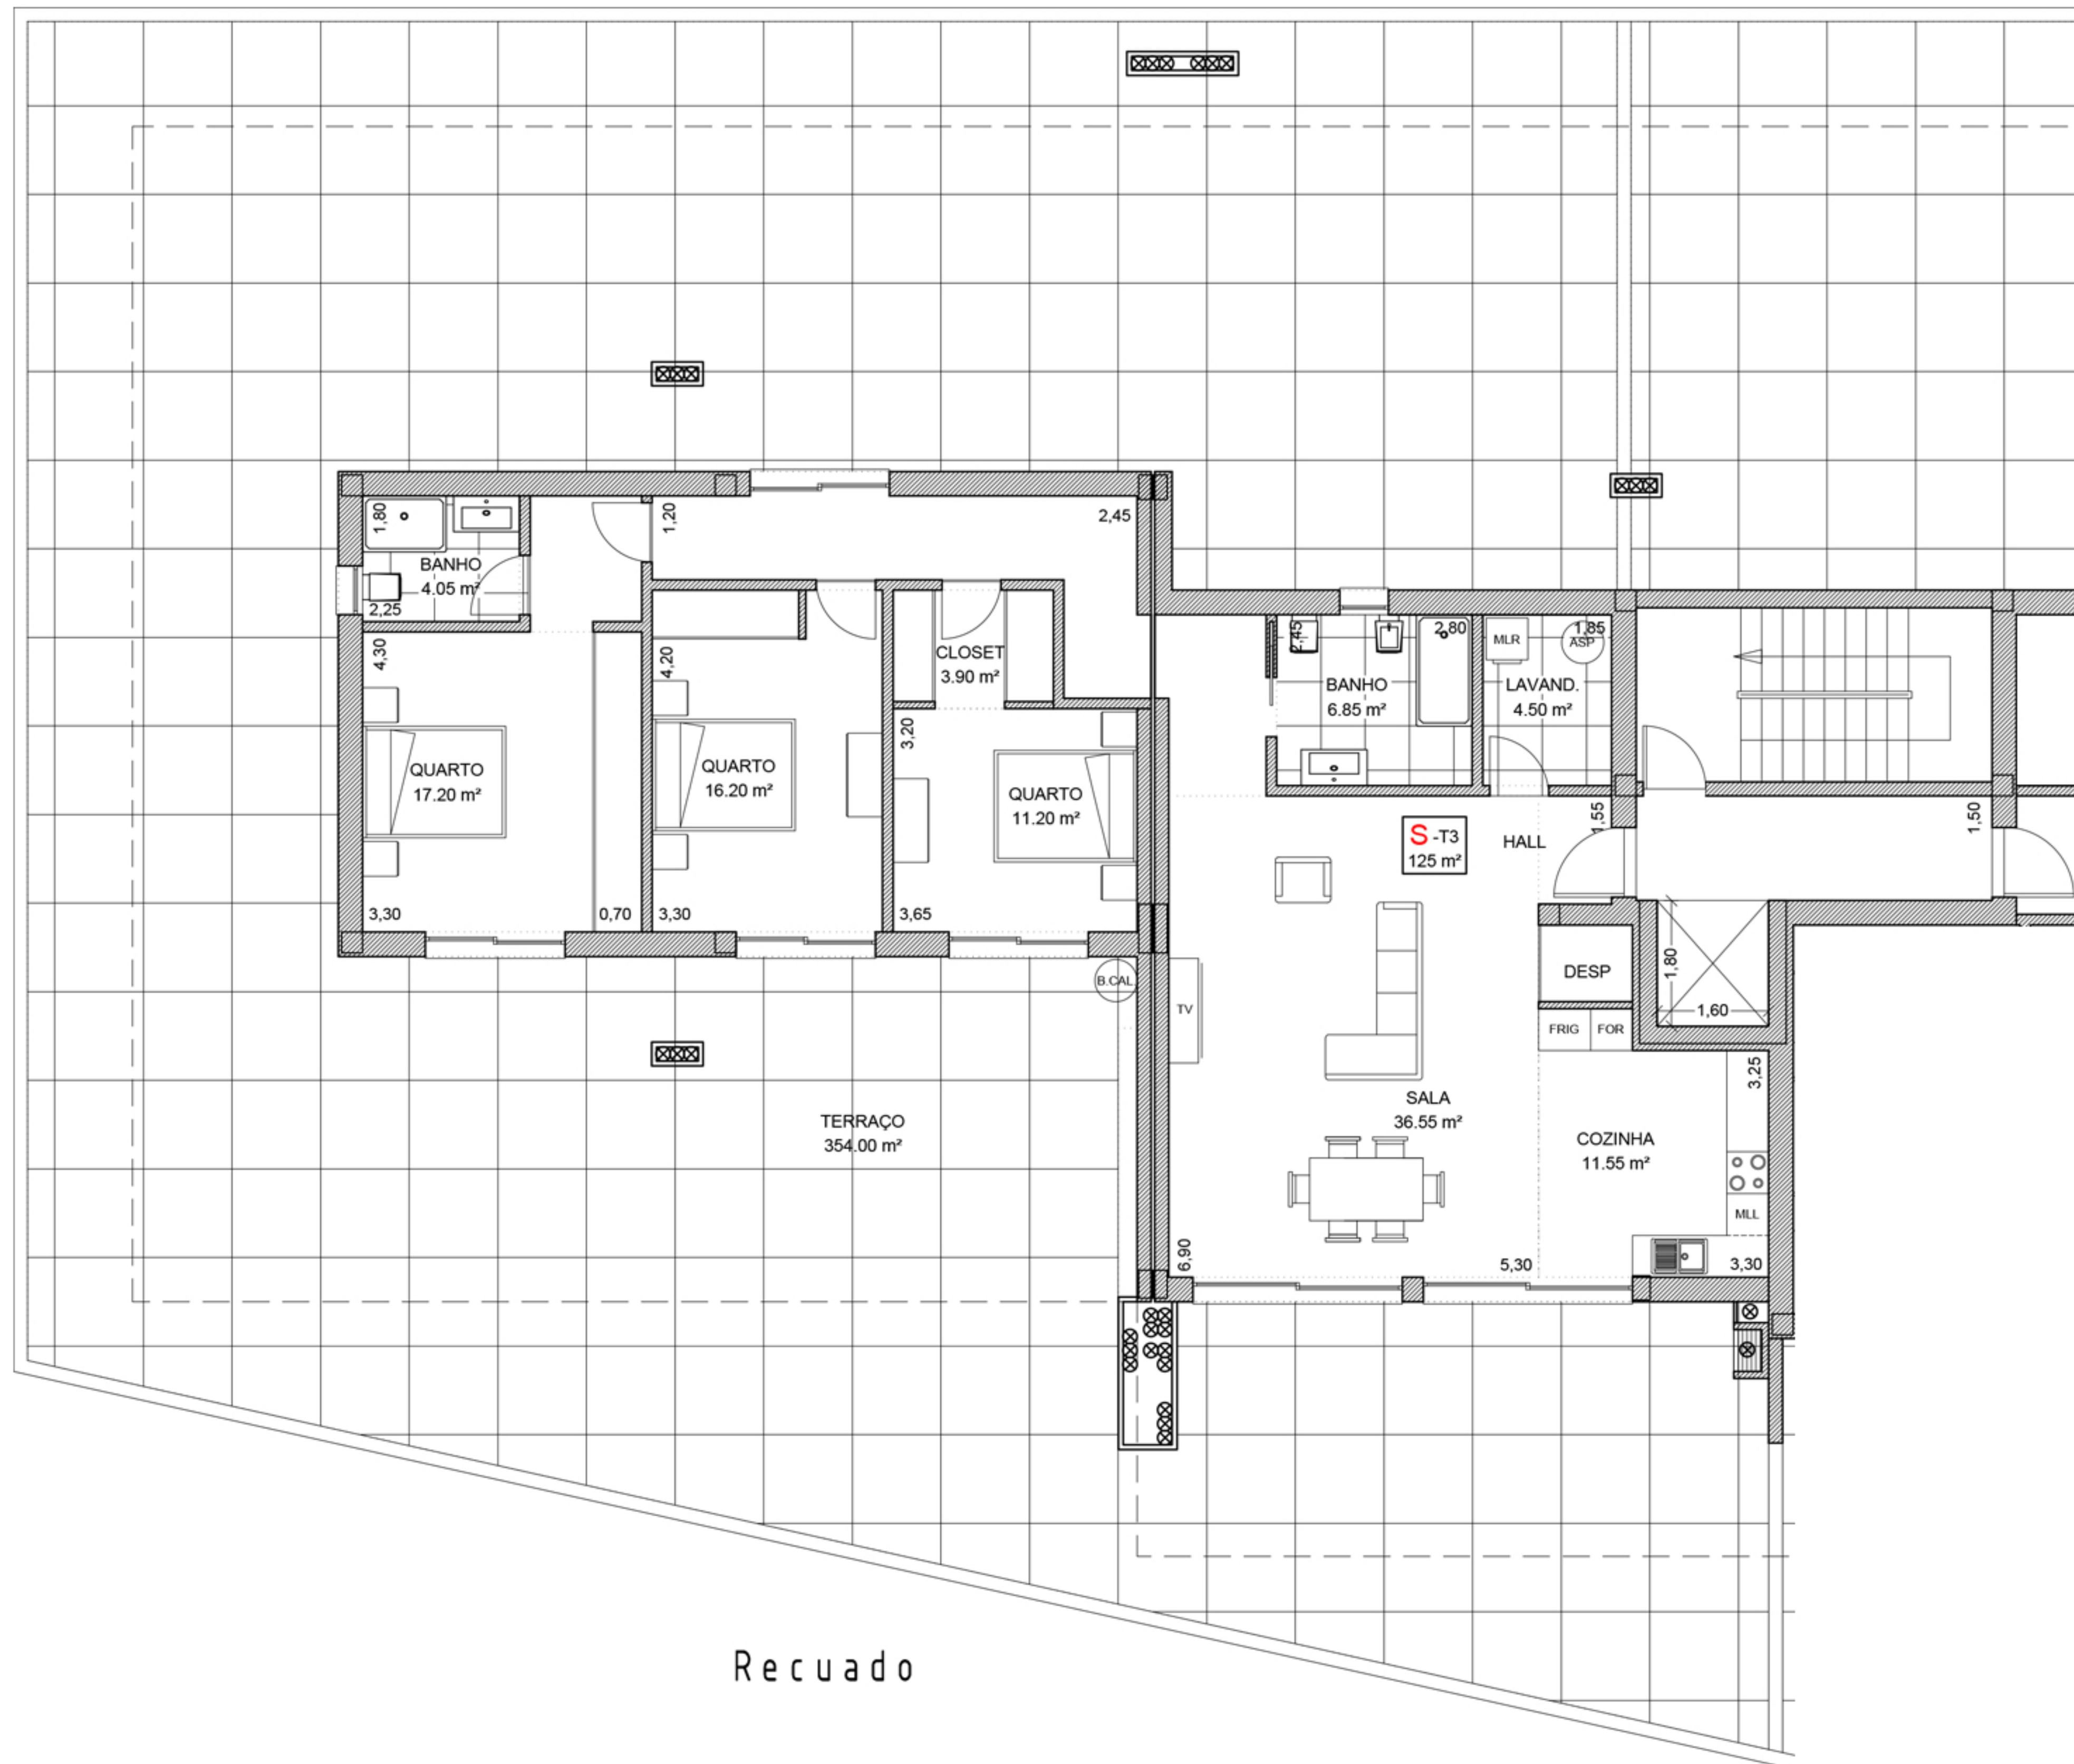 1,80
BANHO
4.05 m²
2,25
1,20
2,45
4,30
QUARTO
17.20 m²
3,30
0,70
4,20
QUARTO
16.20 m²
3,30
CLOSET
3.90 m²
3,20
QUARTO
11.20 m²
3,65
2,45
2,80
BANHO
6.85 m²
MLR
1,85
ASP
LAVAND.
4.50 m²
S -T3
125 m²
HALL
1,55
1,50
B.CAL
TV
DESP
1,80
1,60
FRIG
FOR
3,25
SALA
36.55 m²
COZINHA
11.55 m²
MLL
6,90
5,30
3,30
TERRAÇO
354.00 m²
Recuado